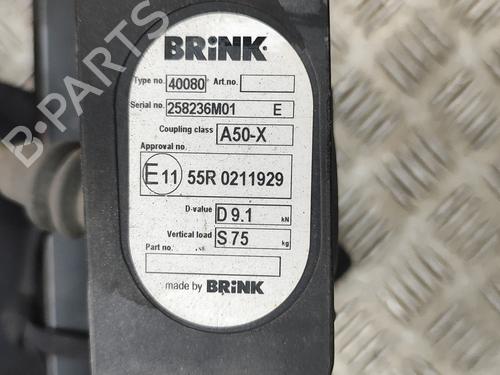 BRiNK
Type no. 40080 Art.no.
Serial no. 258236M01 E
Coupling class A50-X
Approval no.
E 11 55R 0211929
D-value D 9.1 kN
Vertical load S 75 kg
Part no.
made by BRiNK
B-PARTS